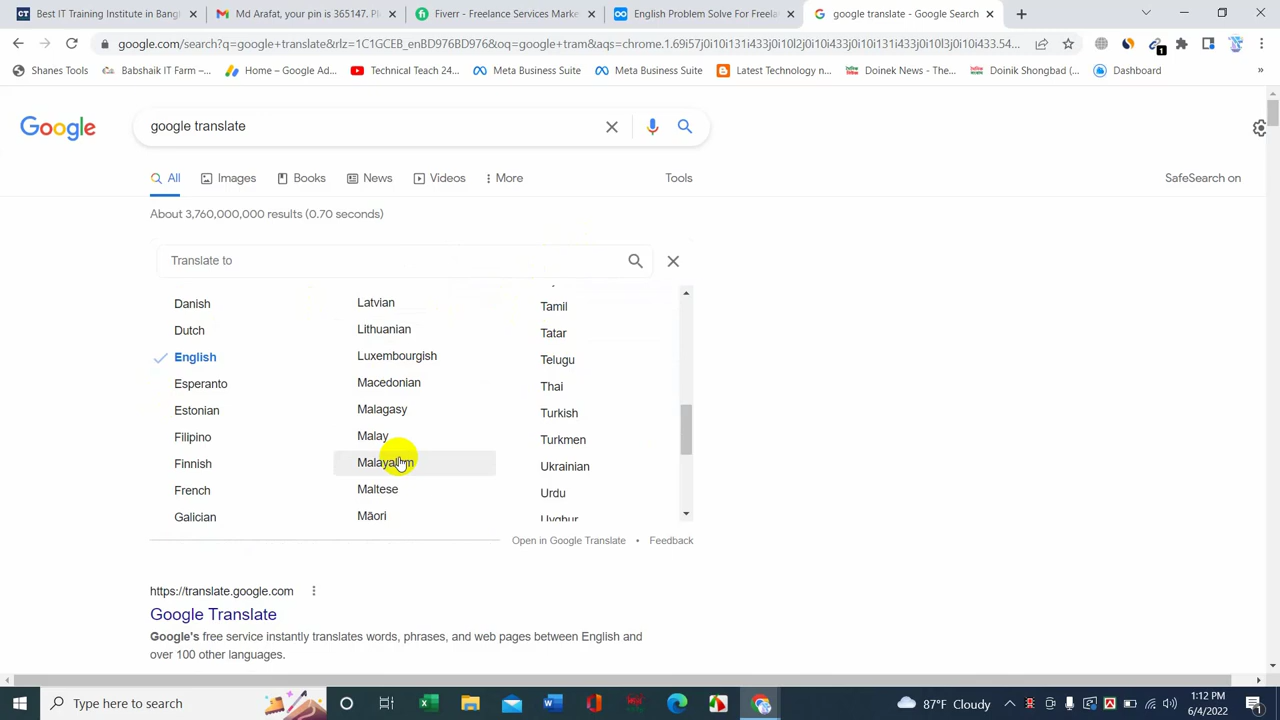 Best IT Training Institute in Bangl
Md Arafat, your pin is 365147. Pl
Fiverr - Freelance Services Marke
English Problem Solve For Freela
google translate - Google Search
google.com/search?q=google+translate&rlz=1C1GCEB_enBD976BD976&oq=google+tram&aqs=chrome.1.69i57j0i10i131i433j0i10l2j0i10i131i433j0i10l3j0i10i433.54...
Shanes Tools
Babshaik IT Farm –...
Home – Google Ad...
Technical Teach 24...
Meta Business Suite
Meta Business Suite
Latest Technology n...
Doinek News - The...
Doinik Shongbad (...
Dashboard
»
Google
google translate
All
Images
Books
News
Videos
More
Tools
SafeSearch on
About 3,760,000,000 results (0.70 seconds)
Translate to
Danish
Dutch
English
Esperanto
Estonian
Filipino
Finnish
French
Galician
Latvian
Lithuanian
Luxembourgish
Macedonian
Malagasy
Malay
Malayalam
Maltese
Māori
Tamil
Tatar
Telugu
Thai
Turkish
Turkmen
Ukrainian
Urdu
Uyghur
Open in Google Translate • Feedback
https://translate.google.com
Google Translate
Google's free service instantly translates words, phrases, and web pages between English and
over 100 other languages.
Type here to search
87°F Cloudy
1:12 PM
6/4/2022